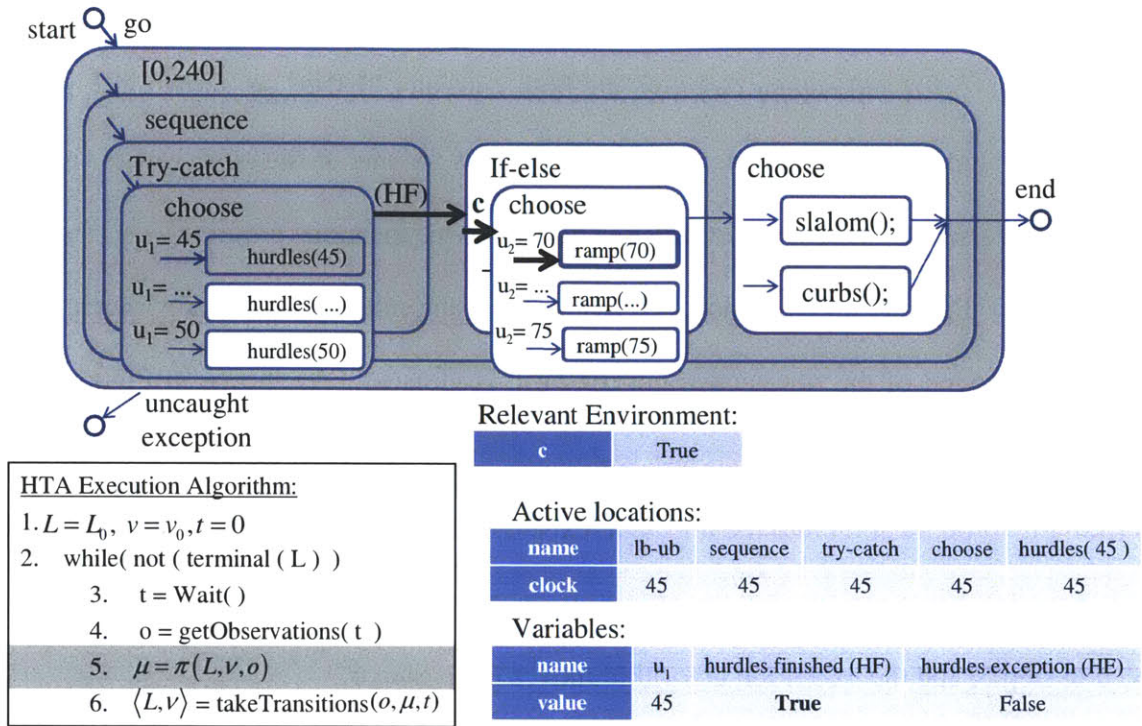 start
go
[0,240]
sequence
Try-catch
choose
u1= 45
hurdles(45)
u1= ...
hurdles( ...)
u1= 50
hurdles(50)
(HF)
If-else
c
choose
u2= 70
ramp(70)
u2= ...
ramp(...)
u2= 75
ramp(75)
choose
slalom();
curbs();
end
uncaught
exception
Relevant Environment:
c True
HTA Execution Algorithm:
1. L = L0, v = v0, t = 0
2. while( not ( terminal ( L ) )
3. t = Wait( )
4. o = getObservations( t )
5. μ = π(L, v, o)
6. ⟨L, v⟩ = takeTransitions(o, μ, t)
Active locations:
name lb-ub sequence try-catch choose hurdles( 45 )
clock 45 45 45 45 45
Variables:
name u1 hurdles.finished (HF) hurdles.exception (HE)
value 45 True False